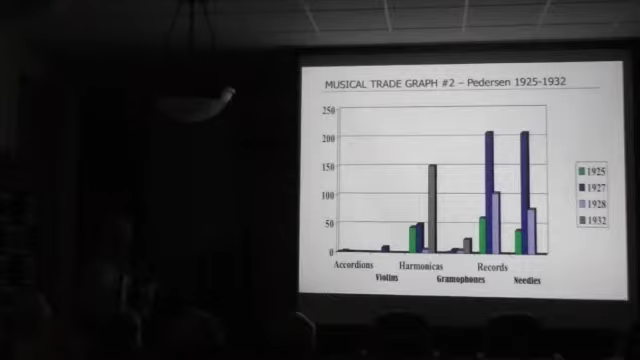 MUSICAL TRADE GRAPH #2 – Pedersen 1925-1932
250
200
150
100
50
0
Accordions
Violins
Harmonicas
Gramophones
Records
Needles
1925
1927
1928
1932